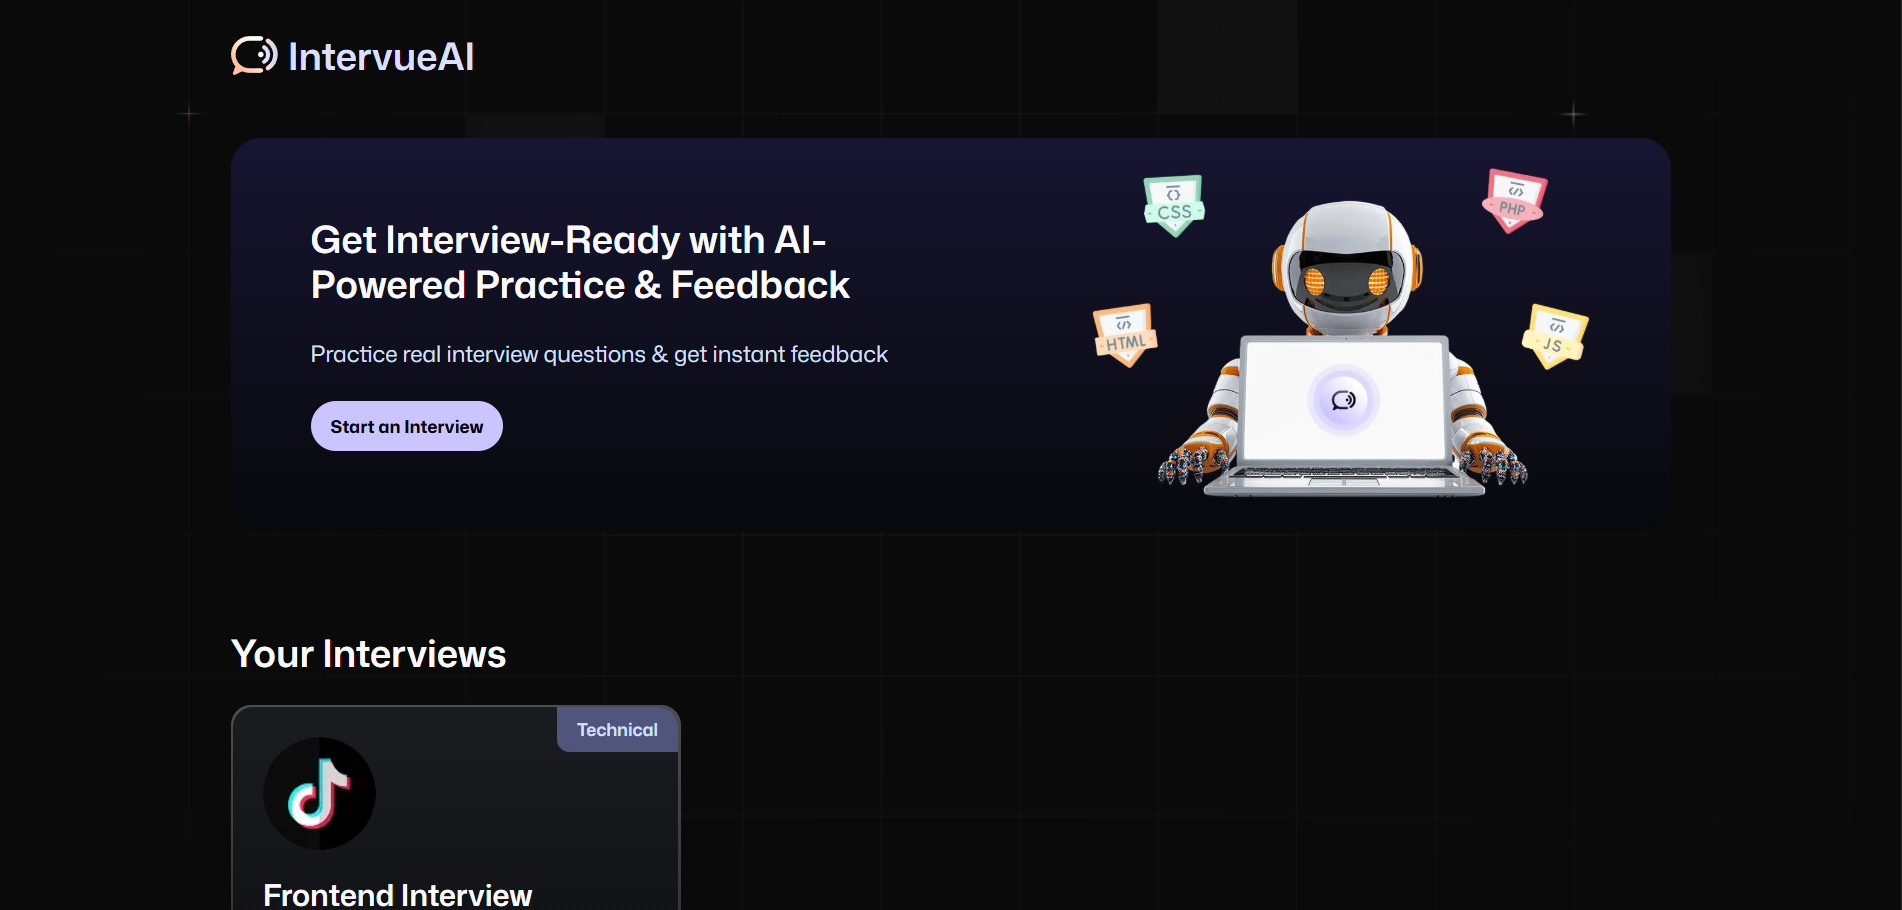 IntervueAI
Get Interview-Ready with AI-
Powered Practice & Feedback
Practice real interview questions & get instant feedback
Start an Interview
CSS
PHP
HTML
JS
Your Interviews
Technical
Frontend Interview